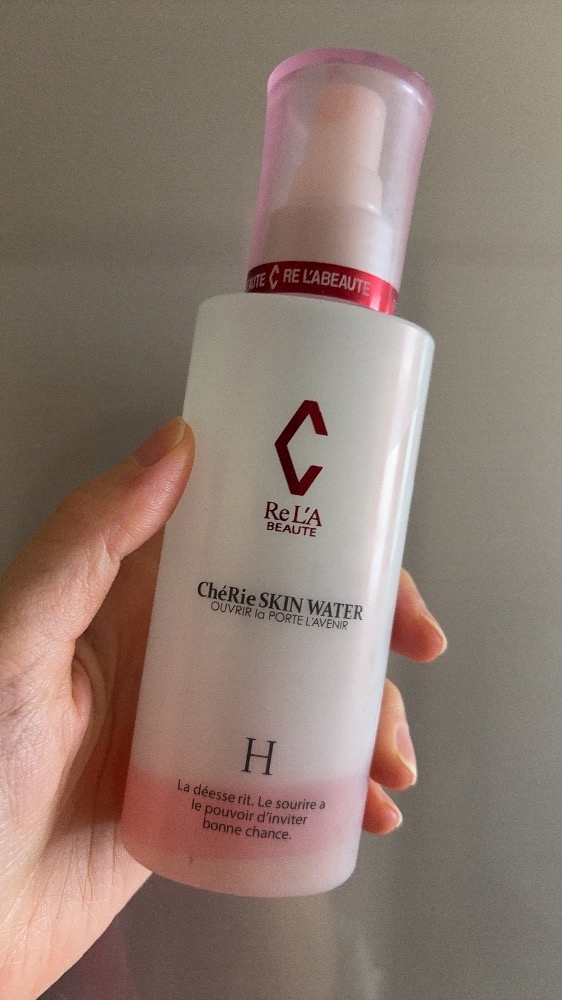 AUTE RE L'ABEAUTE
Re L'A
BEAUTE
ChéRie SKIN WATER
OUVRIR la PORTE L'AVENIR
H
La déesse rit. Le sourire a
le pouvoir d'inviter
bonne chance.